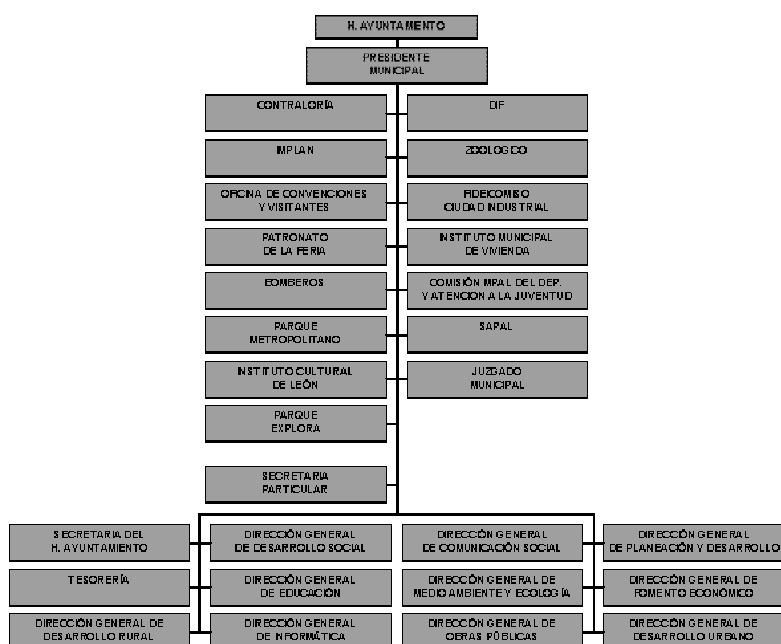 H. AYUNTAMIENTO
PRESIDENTE
MUNICIPAL
CONTRALORÍA
DIF
IMPLAN
ZOOLOGICO
OFICINA DE CONVENCIONES
Y VISITANTES
FIDEICOMISO
CIUDAD INDUSTRIAL
PATRONATO
DE LA FERIA
INSTITUTO MUNICIPAL
DE VIVIENDA
BOMBEROS
COMISIÓN MPAL DEL DEP.
Y ATENCION A LA JUVENTUD
PARQUE
METROPOLITANO
SAPAL
INSTITUTO CULTURAL
DE LEÓN
JUZGADO
MUNICIPAL
PARQUE
EXPLORA
SECRETARIA
PARTICULAR
SECRETARIA DEL
H. AYUNTAMIENTO
DIRECCIÓN GENERAL
DE DESARROLLO SOCIAL
DIRECCIÓN GENERAL
DE COMUNICACIÓN SOCIAL
DIRECCIÓN GENERAL
DE PLANEACIÓN Y DESARROLLO
TESORERÍA
DIRECCIÓN GENERAL
DE EDUCACIÓN
DIRECCIÓN GENERAL DE
MEDIO AMBIENTE Y ECOLOGÍA
DIRECCIÓN GENERAL DE
FOMENTO ECONÓMICO
DIRECCIÓN GENERAL DE
DESARROLLO RURAL
DIRECCIÓN GENERAL
DE INFORMÁTICA
DIRECCIÓN GENERAL DE
OBRAS PÚBLICAS
DIRECCIÓN GENERAL DE
DESARROLLO URBANO